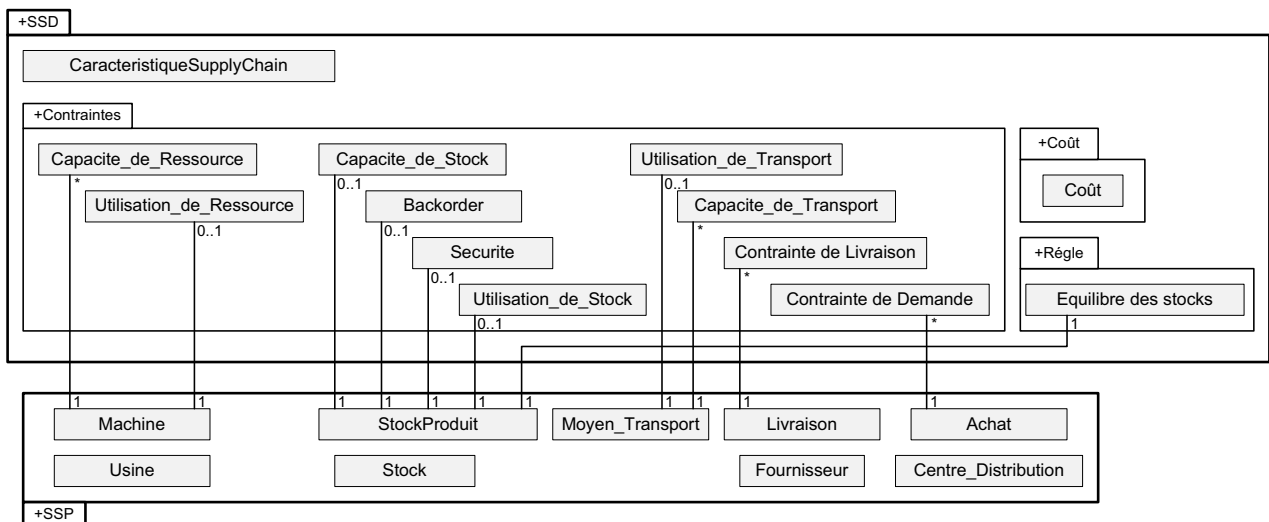 +SSD
CaracteristiqueSupplyChain
+Contraintes
+Coût
Capacite_de_Ressource
Capacite_de_Stock
Utilisation_de_Transport
Coût
* 0..1 0..1
Utilisation_de_Ressource
Backorder
Capacite_de_Transport
0..1 0..1 *
Securite
Contrainte de Livraison
+Régle
0..1 *
Utilisation_de_Stock
Contrainte de Demande
Equilibre des stocks
0..1 * 1
1 1 1 1 1 1 1 1 1 1 1
Machine
StockProduit
Moyen_Transport
Livraison
Achat
Usine
Stock
Fournisseur
Centre_Distribution
+SSP